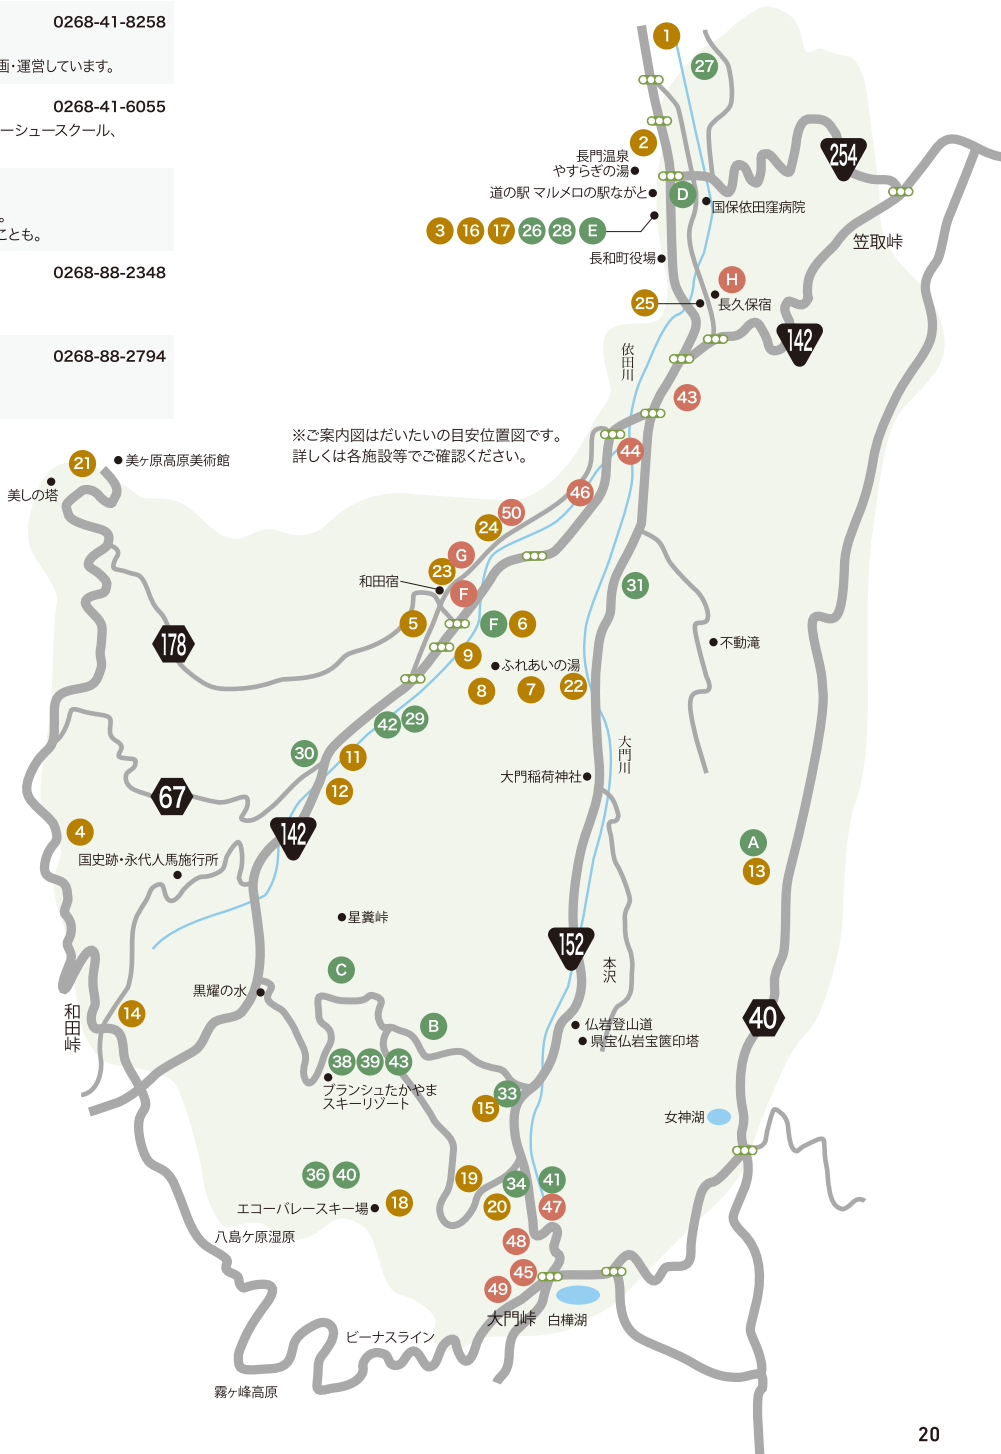 0268-41-8258
画・運営しています。
0268-41-6055
ーシュースクール、
。
ことも。
0268-88-2348
0268-88-2794
1
27
2
254
長門温泉
やすらぎの湯
道の駅 マルメロの駅ながと
D
国保依田窪病院
3 16 17 26 28 E
笠取峠
長和町役場
H
25
長久保宿
142
依田川
43
※ご案内図はだいたいの目安位置図です。
詳しくは各施設等でご確認ください。
44
21
美ヶ原高原美術館
美しの塔
46
50
24
G
23
和田宿
F
31
5
F
6
178
不動滝
9
ふれあいの湯
8
7
22
42
29
30
11
大門川
大門稲荷神社
12
67
142
4
国史跡・永代人馬施行所
A
13
星糞峠
152
本沢
C
黒耀の水
和田峠
14
B
仏岩登山道
県宝仏岩宝篋印塔
40
38 39 43
ブランシュたかやま
スキーリゾート
33
15
女神湖
36 40
19
34
41
エコーバレースキー場
18
20
47
八島ケ原湿原
48
45
49
大門峠
白樺湖
ビーナスライン
霧ヶ峰高原
20